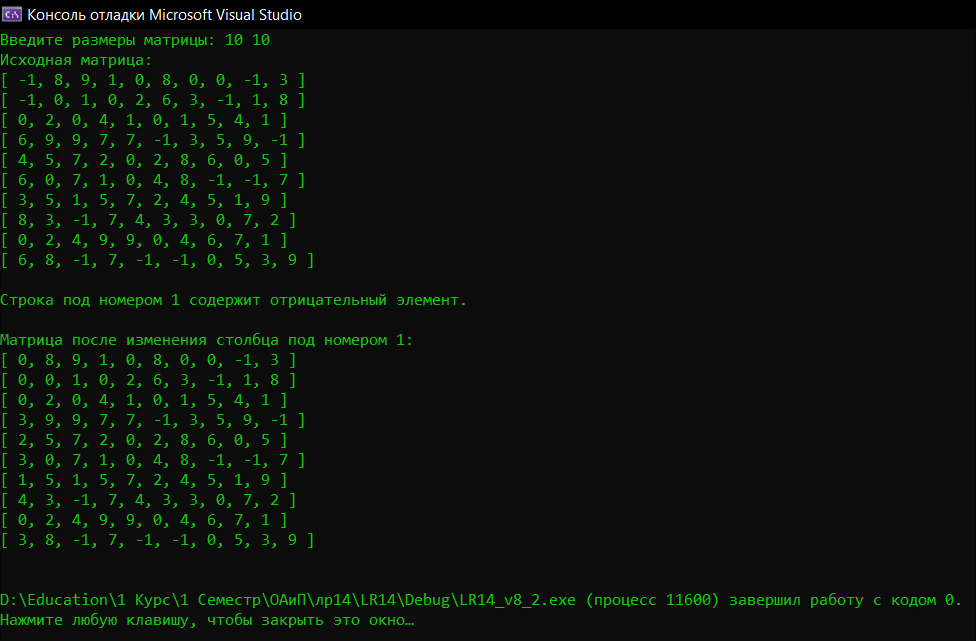 Консоль отладки Microsoft Visual Studio
Введите размеры матрицы: 10 10
Исходная матрица:
[ -1, 8, 9, 1, 0, 8, 0, 0, -1, 3 ]
[ -1, 0, 1, 0, 2, 6, 3, -1, 1, 8 ]
[ 0, 2, 0, 4, 1, 0, 1, 5, 4, 1 ]
[ 6, 9, 9, 7, 7, -1, 3, 5, 9, -1 ]
[ 4, 5, 7, 2, 0, 2, 8, 6, 0, 5 ]
[ 6, 0, 7, 1, 0, 4, 8, -1, -1, 7 ]
[ 3, 5, 1, 5, 7, 2, 4, 5, 1, 9 ]
[ 8, 3, -1, 7, 4, 3, 3, 0, 7, 2 ]
[ 0, 2, 4, 9, 9, 0, 4, 6, 7, 1 ]
[ 6, 8, -1, 7, -1, -1, 0, 5, 3, 9 ]
Строка под номером 1 содержит отрицательный элемент.
Матрица после изменения столбца под номером 1:
[ 0, 8, 9, 1, 0, 8, 0, 0, -1, 3 ]
[ 0, 0, 1, 0, 2, 6, 3, -1, 1, 8 ]
[ 0, 2, 0, 4, 1, 0, 1, 5, 4, 1 ]
[ 3, 9, 9, 7, 7, -1, 3, 5, 9, -1 ]
[ 2, 5, 7, 2, 0, 2, 8, 6, 0, 5 ]
[ 3, 0, 7, 1, 0, 4, 8, -1, -1, 7 ]
[ 1, 5, 1, 5, 7, 2, 4, 5, 1, 9 ]
[ 4, 3, -1, 7, 4, 3, 3, 0, 7, 2 ]
[ 0, 2, 4, 9, 9, 0, 4, 6, 7, 1 ]
[ 3, 8, -1, 7, -1, -1, 0, 5, 3, 9 ]
D:\Education\1 Курс\1 Семестр\ОАиП\лр14\LR14\Debug\LR14_v8_2.exe (процесс 11600) завершил работу с кодом 0.
Нажмите любую клавишу, чтобы закрыть это окно…